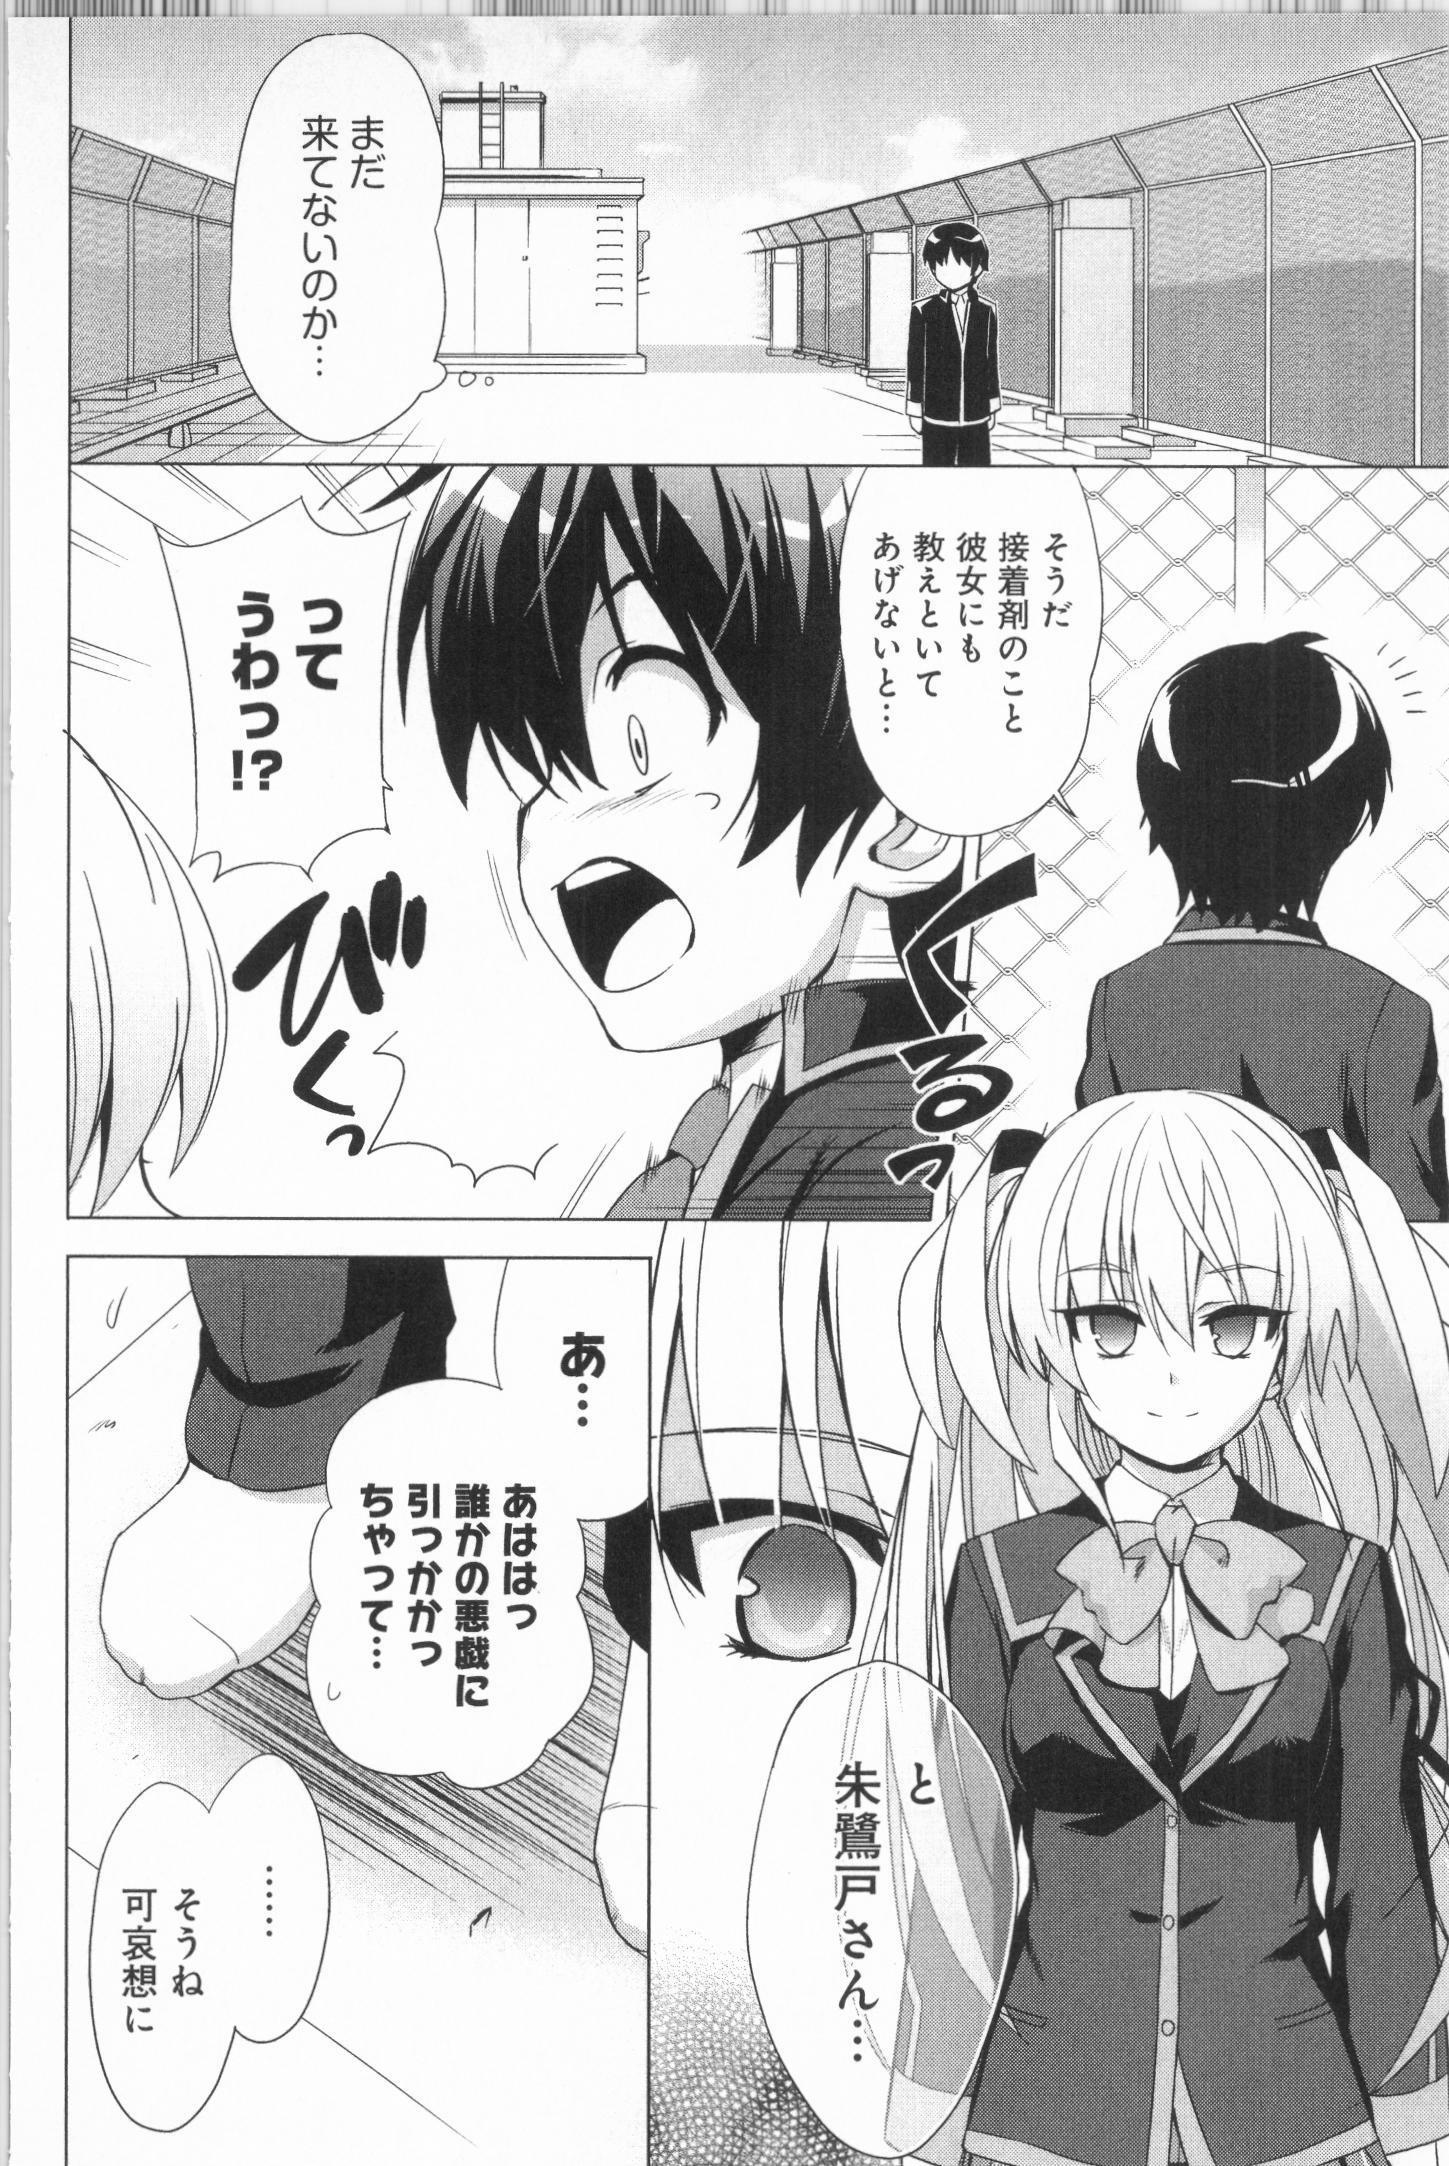 まだ
来てないのか…
そうだ
接着剤のこと
彼女にも
教えといて
あげないと…
くるっ
って
うわっ!?
びくっ
と
朱鷺戸さん…
あ…
あははっ
誰かの悪戯に
引っかかっ
ちゃって…
……
そうね
可哀想に